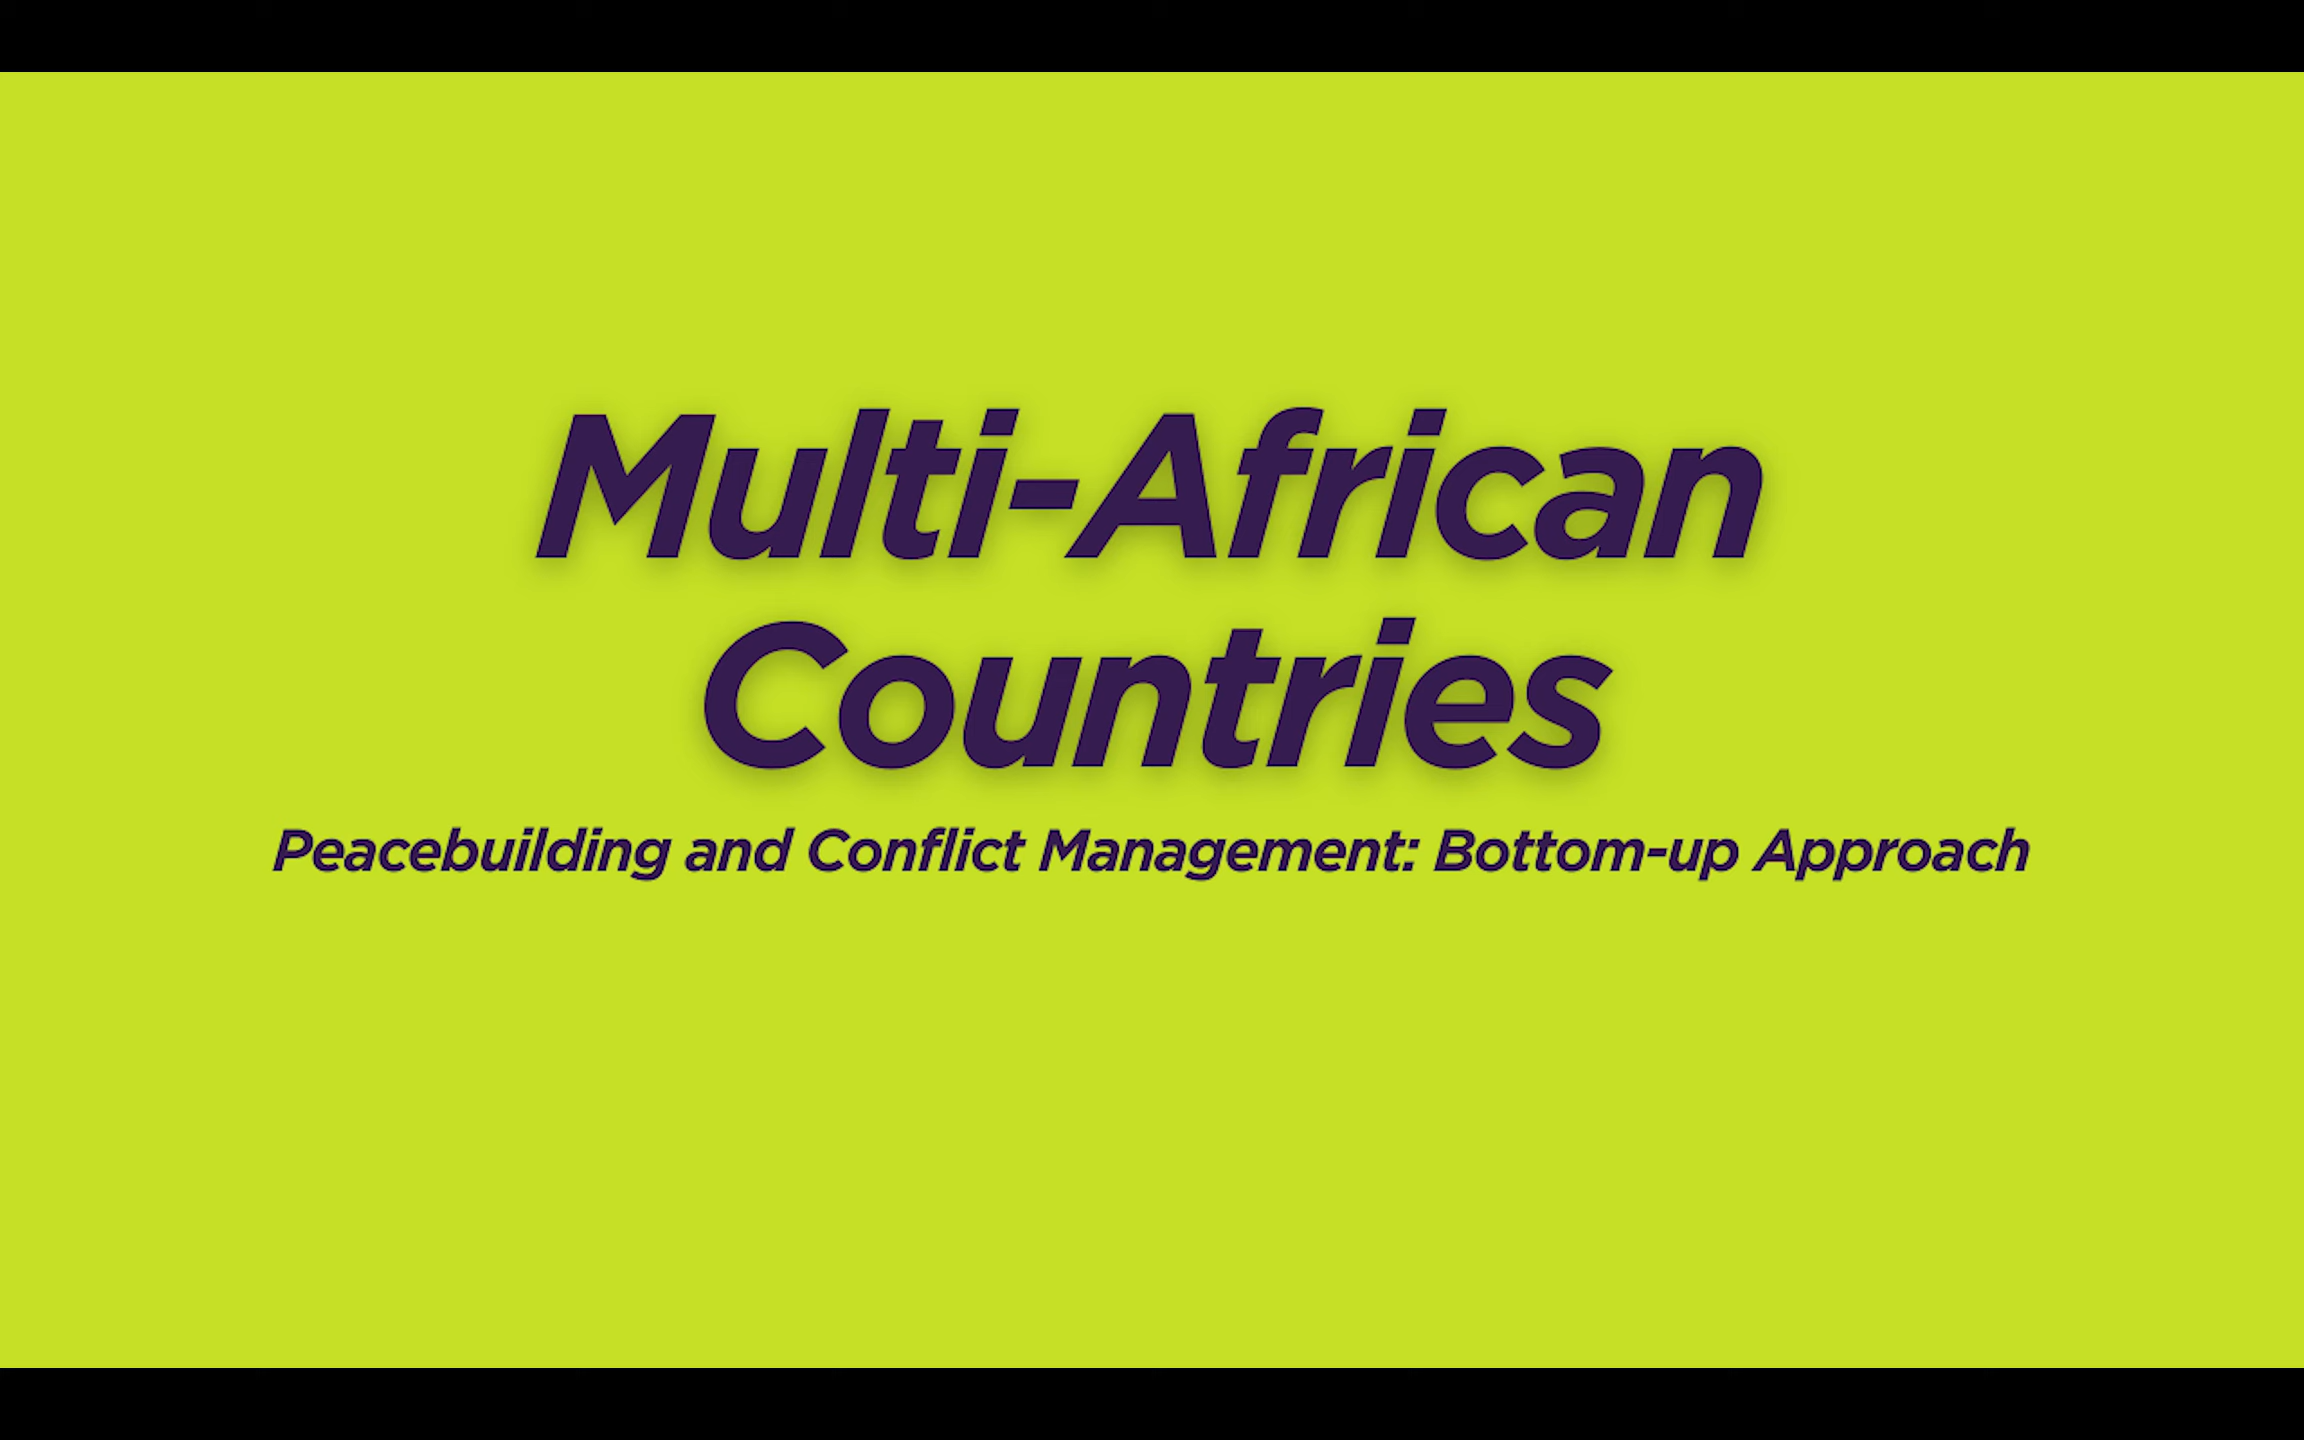 Multi-African
Countries
Peacebuilding and Conflict Management: Bottom-up Approach